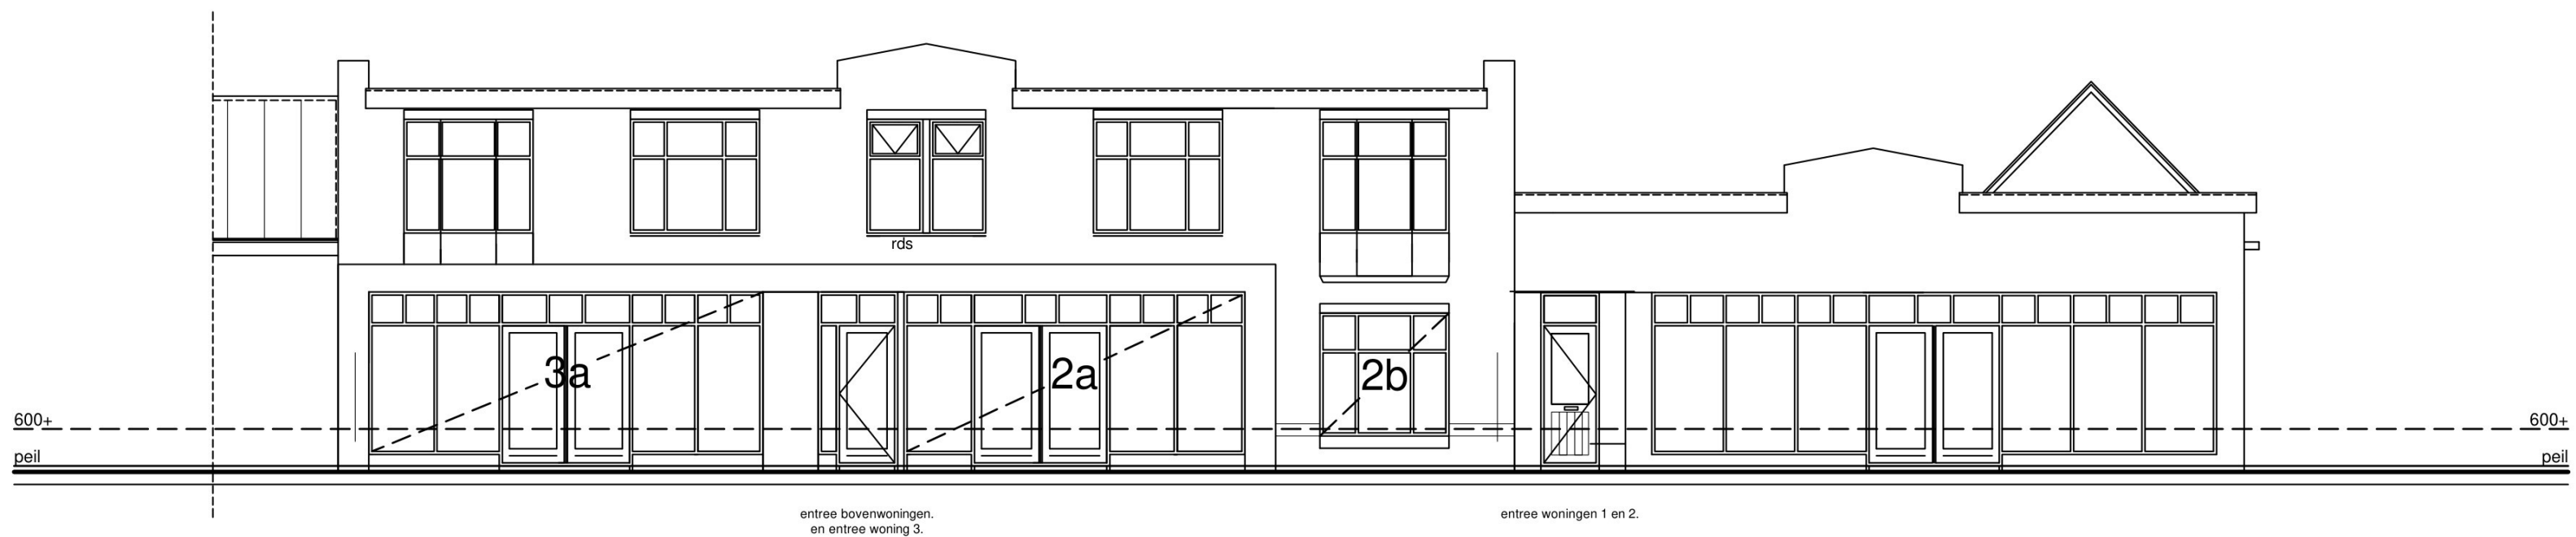 rds
3a
2a
2b
600+
600+
peil
peil
entree bovenwoningen.
en entree woning 3.
entree woningen 1 en 2.